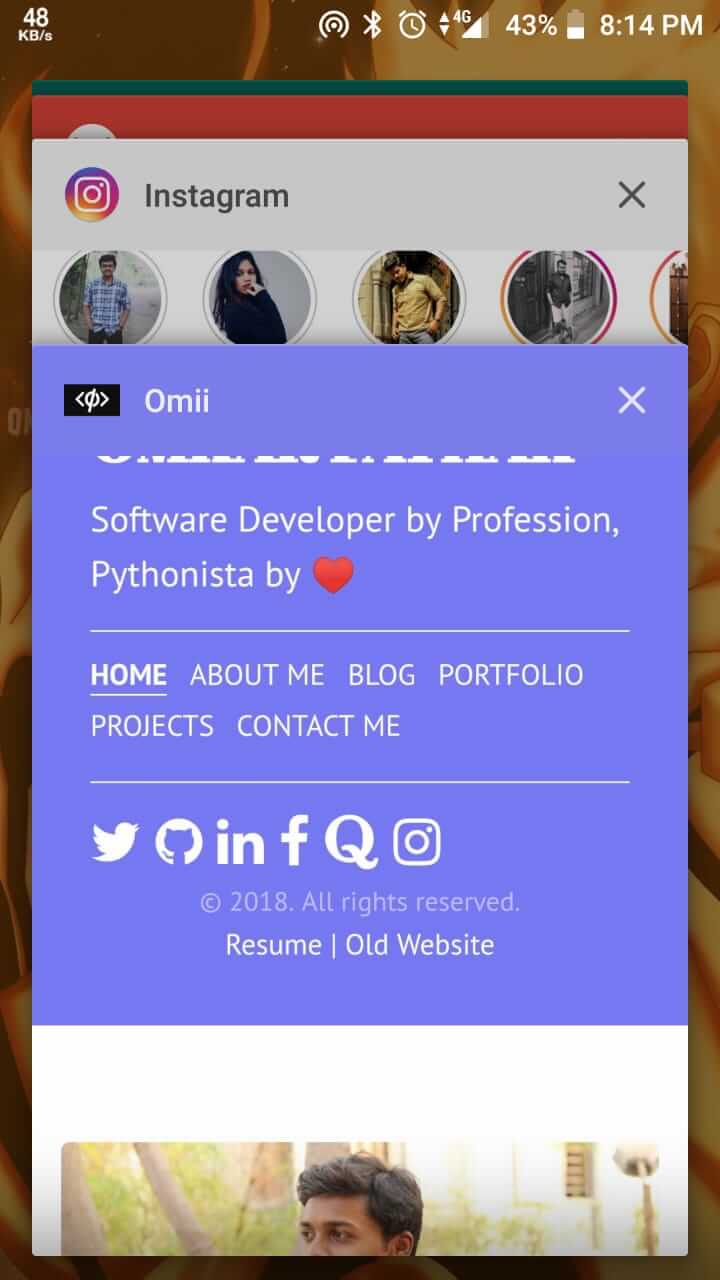 48
KB/s
4G
43%
8:14 PM
Instagram
Omii
Software Developer by Profession,
Pythonista by ♥
HOME ABOUT ME BLOG PORTFOLIO
PROJECTS CONTACT ME
© 2018. All rights reserved.
Resume | Old Website